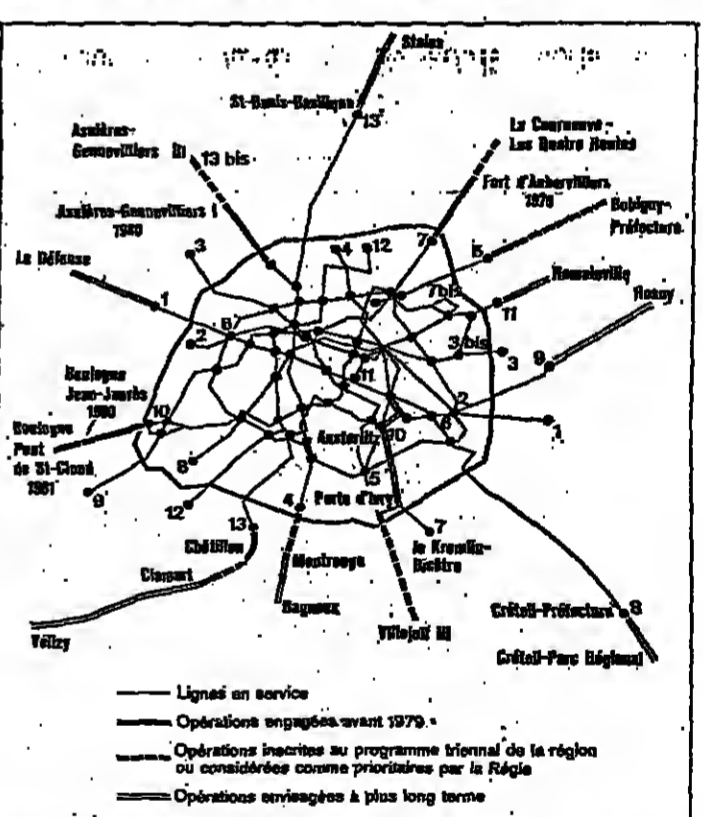 Stains
St-Denis-Basilique
13
Asnières-
Gennevilliers III
13 bis
La Courneuve-
Les Quatre Routes
Fort d'Aubervilliers
1979
Asnières-Gennevilliers I
1980
Bobigny-
Préfecture
La Défense
3
4
12
7
5
7bis
Romainville
Rosny
1
11
2
6
3 bis
3
9
11
Boulogne
Jean-Jaurès
1980
10
2
6
1
Boulogne
Pont
de St-Cloud
1981
Austerlitz
10
8
5
9
12
4
Porte d'Ivry
7
le Kremlin-
Bicêtre
13
Châtillon
Montrouge
Clamart
Bagneux
Villejuif III
Vélizy
Créteil-Préfecture
8
Créteil-Parc Régional
Lignes en service
Opérations engagées avant 1979.
Opérations inscrites au programme triennal de la région
ou considérées comme prioritaires par la Régie
Opérations envisagées à plus long terme